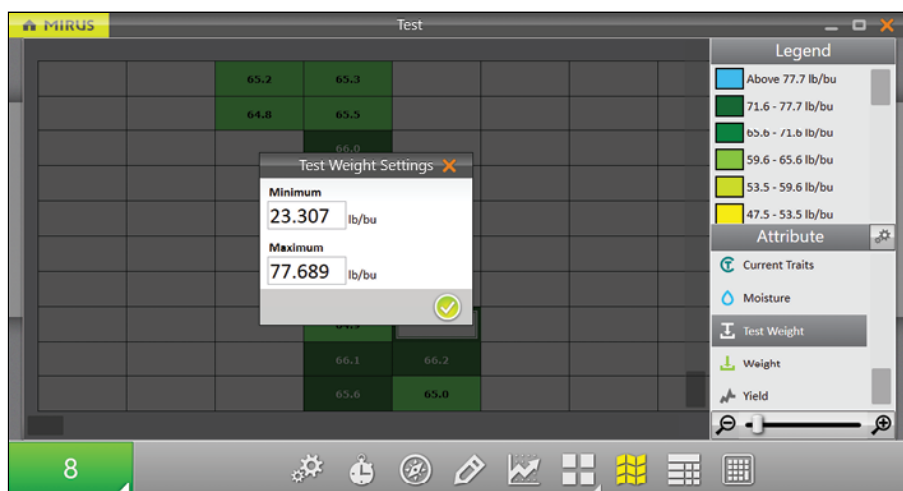 MIRUS
Test
65.2 65.3
64.8 65.5
66.0
64.9
66.1 66.2
65.6 65.0
Test Weight Settings
Minimum
23.307 lb/bu
Maximum
77.689 lb/bu
Legend
Above 77.7 lb/bu
71.6 - 77.7 lb/bu
65.6 - 71.6 lb/bu
59.6 - 65.6 lb/bu
53.5 - 59.6 lb/bu
47.5 - 53.5 lb/bu
Attribute
Current Traits
Moisture
Test Weight
Weight
Yield
8